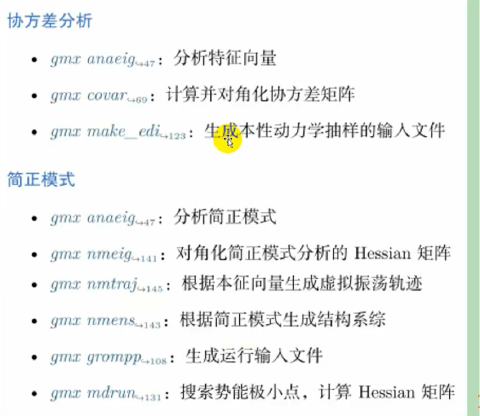 协方差分析
• gmx anaeig↪47: 分析特征向量
• gmx covar↪69: 计算并对角化协方差矩阵
• gmx make_edi↪123: 生成本性动力学抽样的输入文件
简正模式
• gmx anaeig↪47: 分析简正模式
• gmx nmeig↪141: 对角化简正模式分析的 Hessian 矩阵
• gmx nmtraj↪145: 根据本征向量生成虚拟振荡轨迹
• gmx nmens↪143: 根据简正模式生成结构系综
• gmx grompp↪108: 生成运行输入文件
• gmx mdrun↪131: 搜索势能极小点，计算 Hessian 矩阵